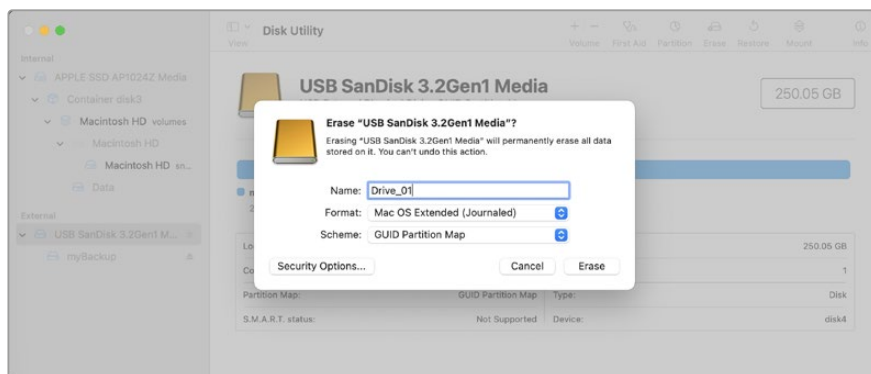 Disk Utility
View
Volume First Aid Partition Erase Restore Mount Info
Internal
APPLE SSD AP1024Z Media
Container disk3
Macintosh HD volumes
Macintosh HD
Macintosh HD sn...
Data
External
USB SanDisk 3.2Gen1 M...
myBackup
USB SanDisk 3.2Gen1 Media
250.05 GB
Erase “USB SanDisk 3.2Gen1 Media”?
Erasing “USB SanDisk 3.2Gen1 Media” will permanently erase all data
stored on it. You can't undo this action.
Name: Drive_01
Format: Mac OS Extended (Journaled)
Scheme: GUID Partition Map
Security Options... Cancel Erase
250.05 GB
1
Partition Map: GUID Partition Map Type: Disk
S.M.A.R.T. status: Not Supported Device: disk4